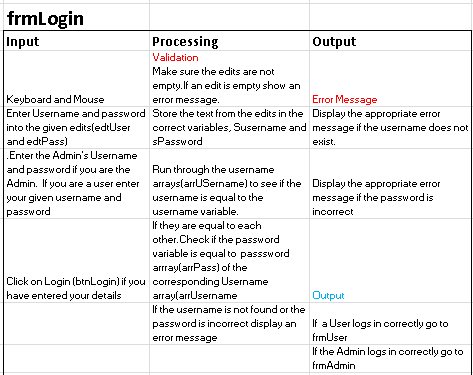 frmLogin
Input Processing Output
Validation
Make sure the edits are not
empty.If an edit is empty show an
Keyboard and Mouse error message. Error Message
Enter Username and password Store the text from the edits in the Display the appropriate error
into the given edits(edtUser correct variables, Susername and message if the username does not
and edtPass) sPassword exist.
.Enter the Admin's Username
and password if you are the Run through the username
Admin. If you are a user enter arrays(arrUSername) to see if the Display the appropriate error
your given username and username is equal to the message if the password is
password username variable. incorrect
If they are equal to each
other.Check if the password
variable is equal to passsword
arrray(arrPass) of the
Click on Login (btnLogin) if you corresponding Username
have entered your details array(arrUsername Output
If the username is not found or the
password is incorrect display an If a User logs in correctly go to
error message frmUser
If the Admin logs in correctly go to
frmAdmin